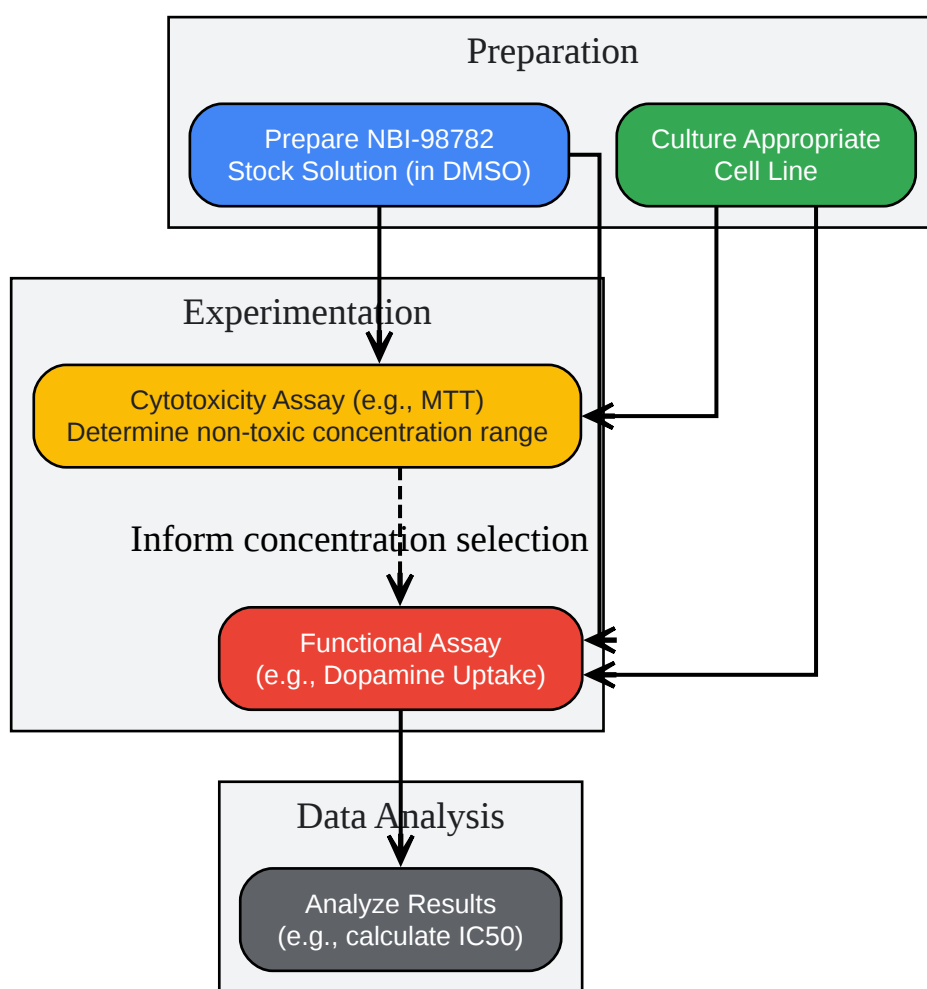 Preparation
Prepare NBI-98782
Stock Solution (in DMSO)
Culture Appropriate
Cell Line
Experimentation
Cytotoxicity Assay (e.g., MTT)
Determine non-toxic concentration range
Inform concentration selection
Functional Assay
(e.g., Dopamine Uptake)
Data Analysis
Analyze Results
(e.g., calculate IC50)